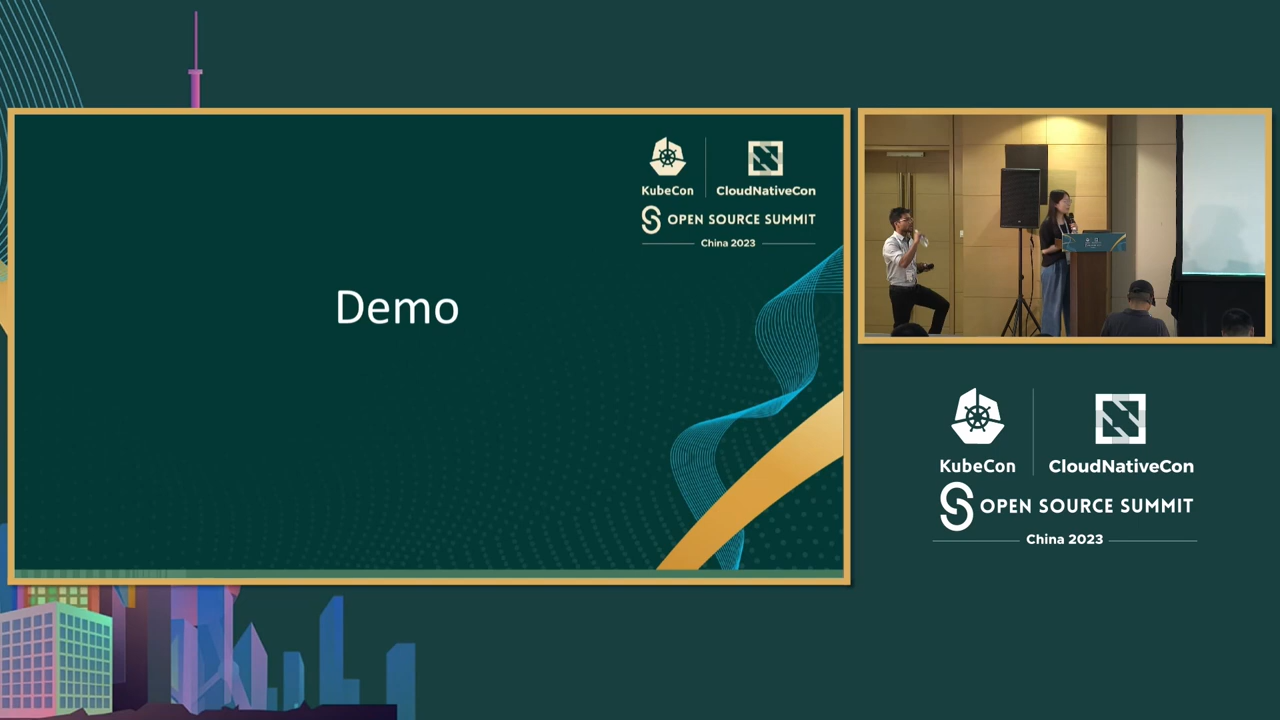 KubeCon
CloudNativeCon
OPEN SOURCE SUMMIT
China 2023
Demo
KubeCon
CloudNativeCon
OPEN SOURCE SUMMIT
China 2023